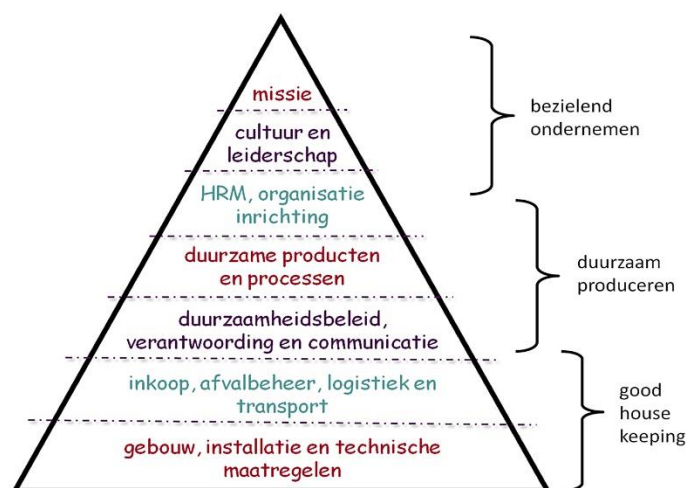 missie
cultuur en
leiderschap
HRM, organisatie
inrichting
duurzame producten
en processen
duurzaamheidsbeleid,
verantwoording en communicatie
inkoop, afvalbeheer, logistiek en
transport
gebouw, installatie en technische
maatregelen
bezielend
ondernemen
duurzaam
produceren
good
house
keeping